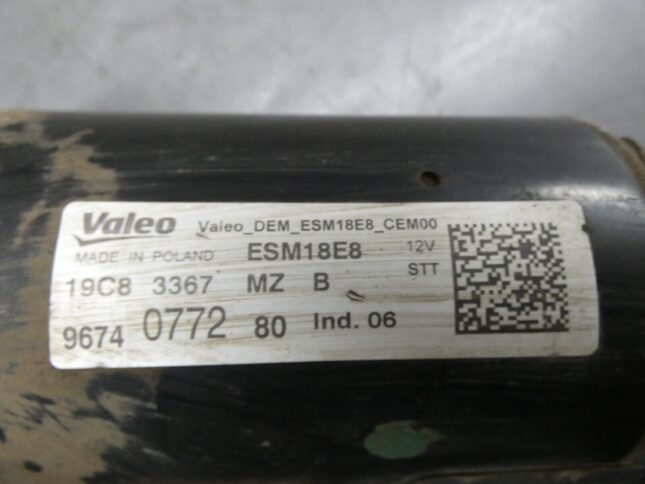 Valeo Valeo_DEM_ESM18E8_CEM00
MADE IN POLAND ESM18E8 12V
STT
19C8 3367 MZ B
9674 0772 80 Ind. 06